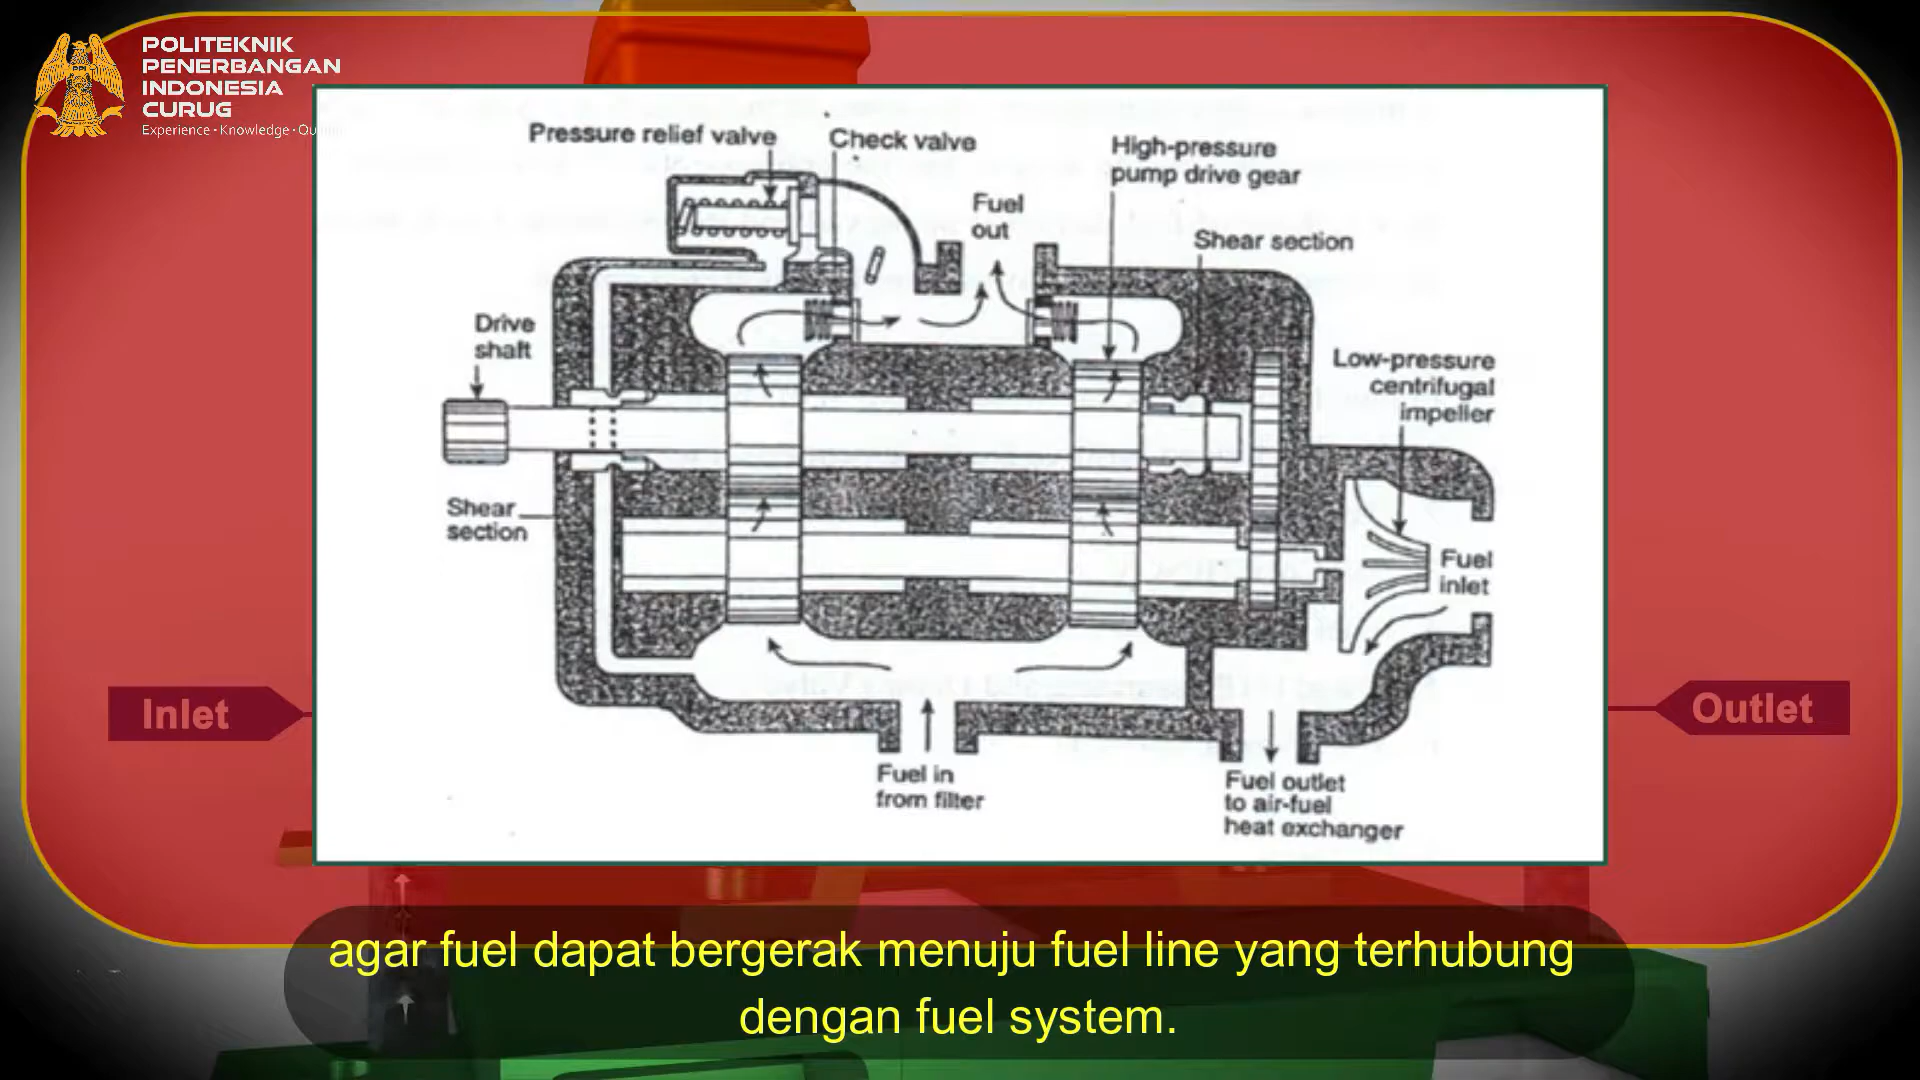 POLITEKNIK
PENERBANGAN
INDONESIA
CURUG
Experience · Knowledge ·
Pressure relief valve
Check valve
High-pressure
pump drive gear
Fuel
out
Shear section
Drive
shaft
Low-pressure
centrifugal
impeller
Shear
section
Fuel
inlet
Inlet
Outlet
Fuel in
from filter
Fuel outlet
to air-fuel
heat exchanger
agar fuel dapat bergerak menuju fuel line yang terhubung
dengan fuel system.